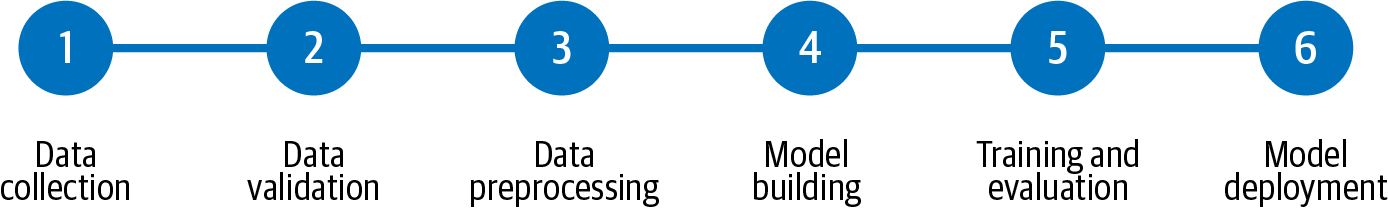 1
2
3
4
5
6
Data
collection
Data
validation
Data
preprocessing
Model
building
Training and
evaluation
Model
deployment